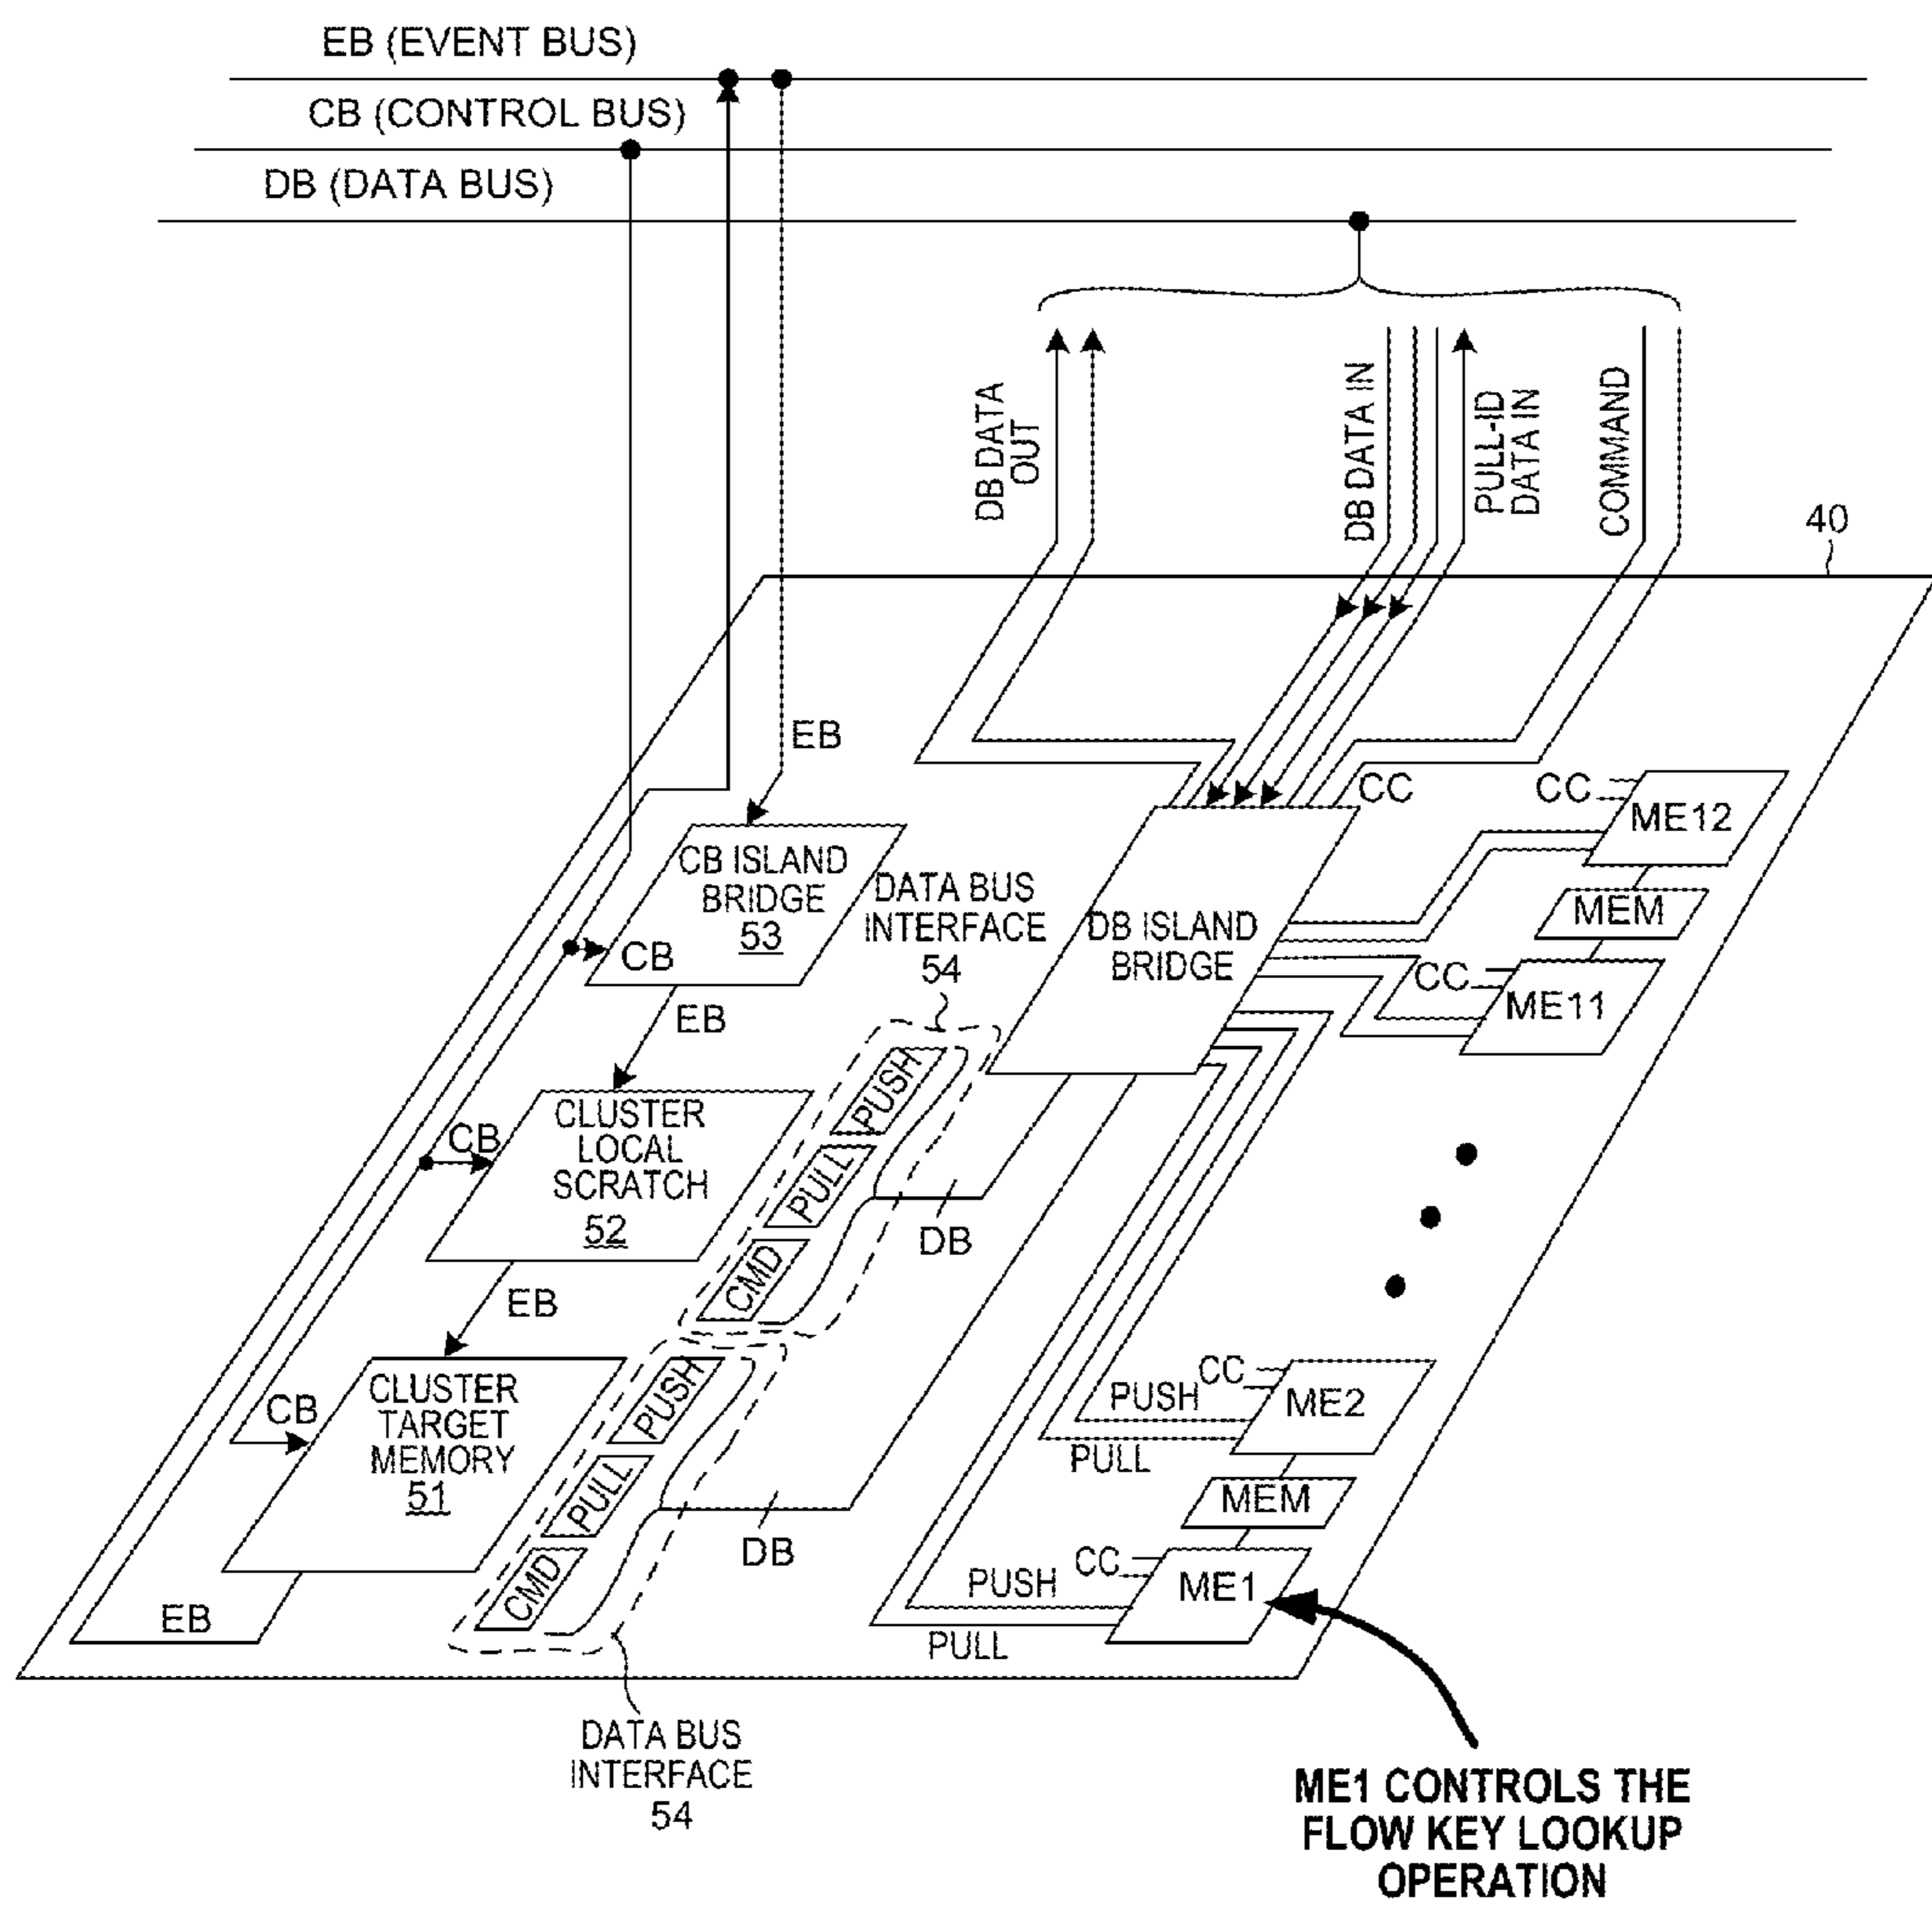 EB (EVENT BUS)
CB (CONTROL BUS)
DB (DATA BUS)
DB DATA
OUT
DB DATA IN
PULL-ID
DATA IN
COMMAND
40
EB
CC
CC
ME12
MEM
CC
ME11
CB ISLAND
BRIDGE
53
CB
DATA BUS
INTERFACE
54
DB ISLAND
BRIDGE
EB
CB
CLUSTER
LOCAL
SCRATCH
52
PUSH
PULL
CMD
DB
EB
CB
CLUSTER
TARGET
MEMORY
51
PUSH
PULL
CMD
DB
EB
CC
PUSH
ME2
PULL
MEM
CC
PUSH
ME1
PULL
DATA BUS
INTERFACE
54
ME1 CONTROLS THE
FLOW KEY LOOKUP
OPERATION